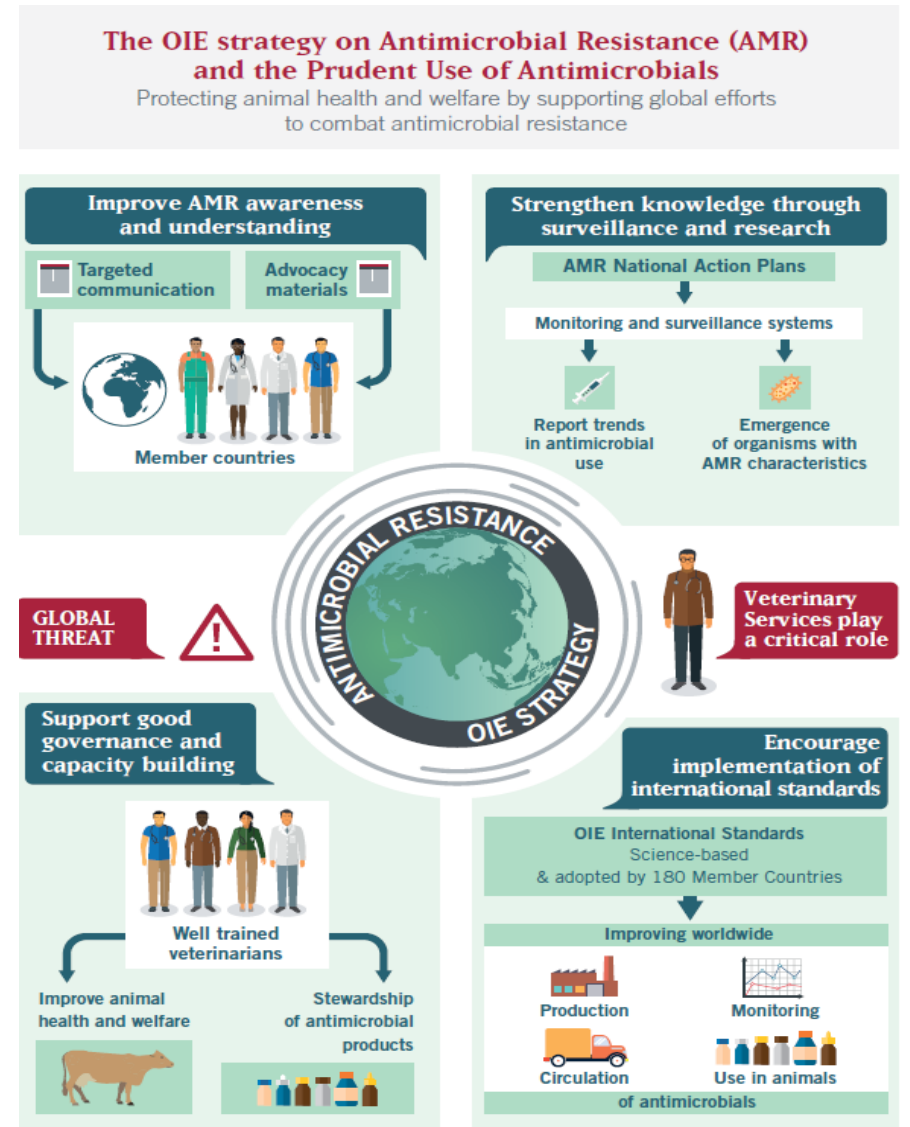 The OIE strategy on Antimicrobial Resistance (AMR)
and the Prudent Use of Antimicrobials
Protecting animal health and welfare by supporting global efforts
to combat antimicrobial resistance
Improve AMR awareness
and understanding
Targeted
communication
Advocacy
materials
Member countries
Strengthen knowledge through
surveillance and research
AMR National Action Plans
Monitoring and surveillance systems
Report trends
in antimicrobial
use
Emergence
of organisms with
AMR characteristics
ANTIMICROBIAL RESISTANCE
OIE STRATEGY
GLOBAL
THREAT
!
Veterinary
Services play
a critical role
Support good
governance and
capacity building
Well trained
veterinarians
Improve animal
health and welfare
Stewardship
of antimicrobial
products
Encourage
implementation of
international standards
OIE International Standards
Science-based
& adopted by 180 Member Countries
Improving worldwide
Production
Monitoring
Circulation
Use in animals
of antimicrobials